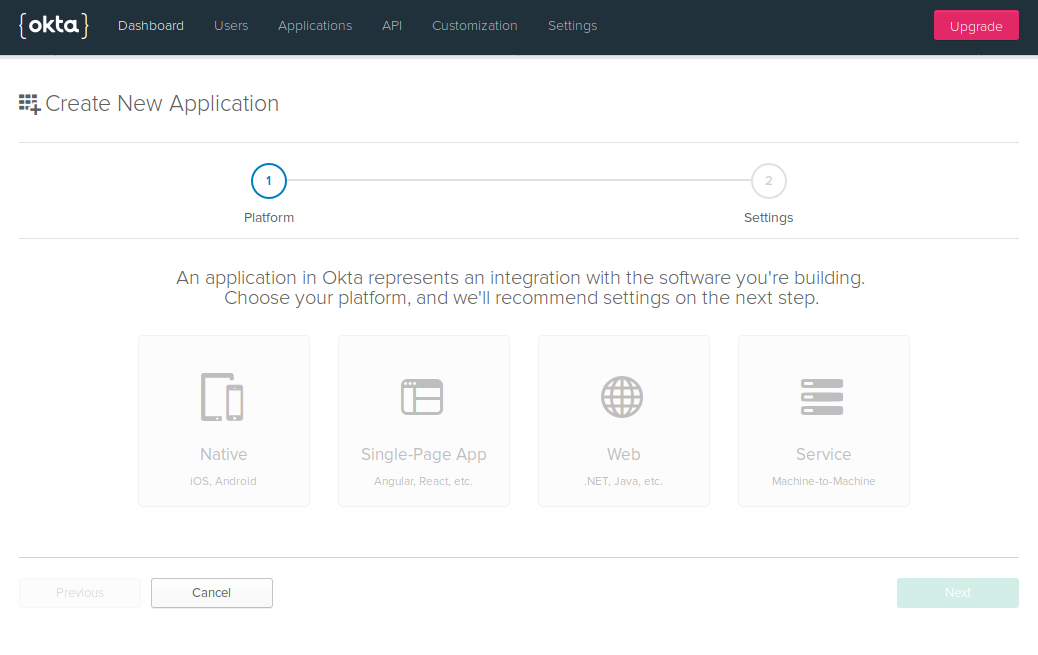 {okta}
Dashboard Users Applications API Customization Settings
Upgrade
Create New Application
1
2
Platform
Settings
An application in Okta represents an integration with the software you're building.
Choose your platform, and we'll recommend settings on the next step.
Native
iOS, Android
Single-Page App
Angular, React, etc.
Web
.NET, Java, etc.
Service
Machine-to-Machine
Previous
Cancel
Next